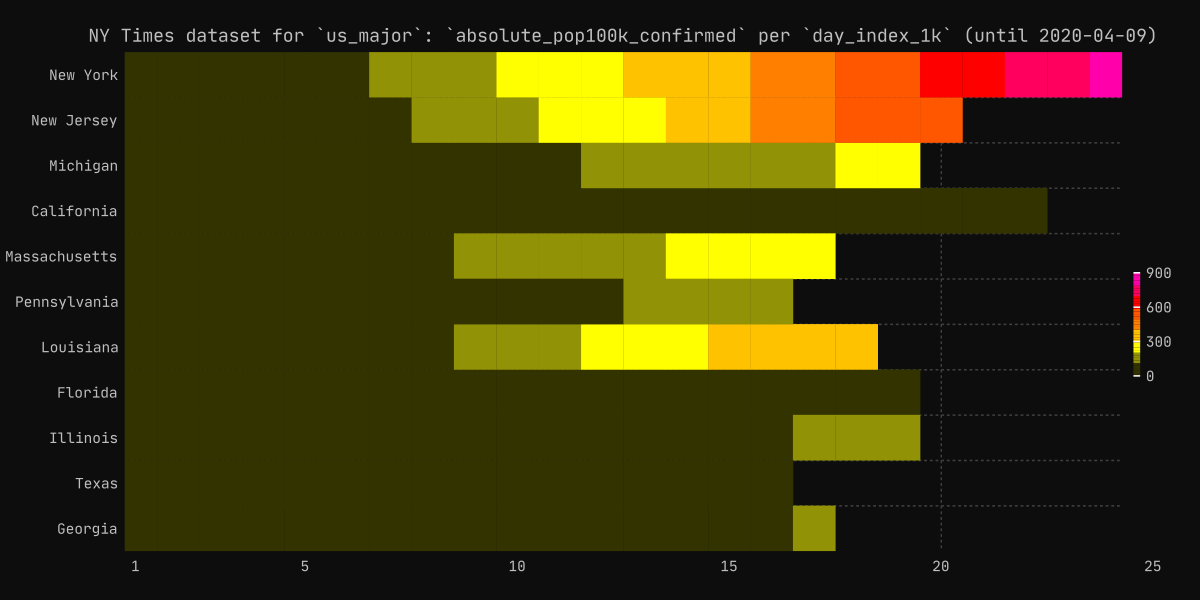 NY Times dataset for `us_major`: `absolute_pop100k_confirmed` per `day_index_1k` (until 2020-04-09)
New York
New Jersey
Michigan
California
Massachusetts
Pennsylvania
Louisiana
Florida
Illinois
Texas
Georgia
900
600
300
0
1 5 10 15 20 25